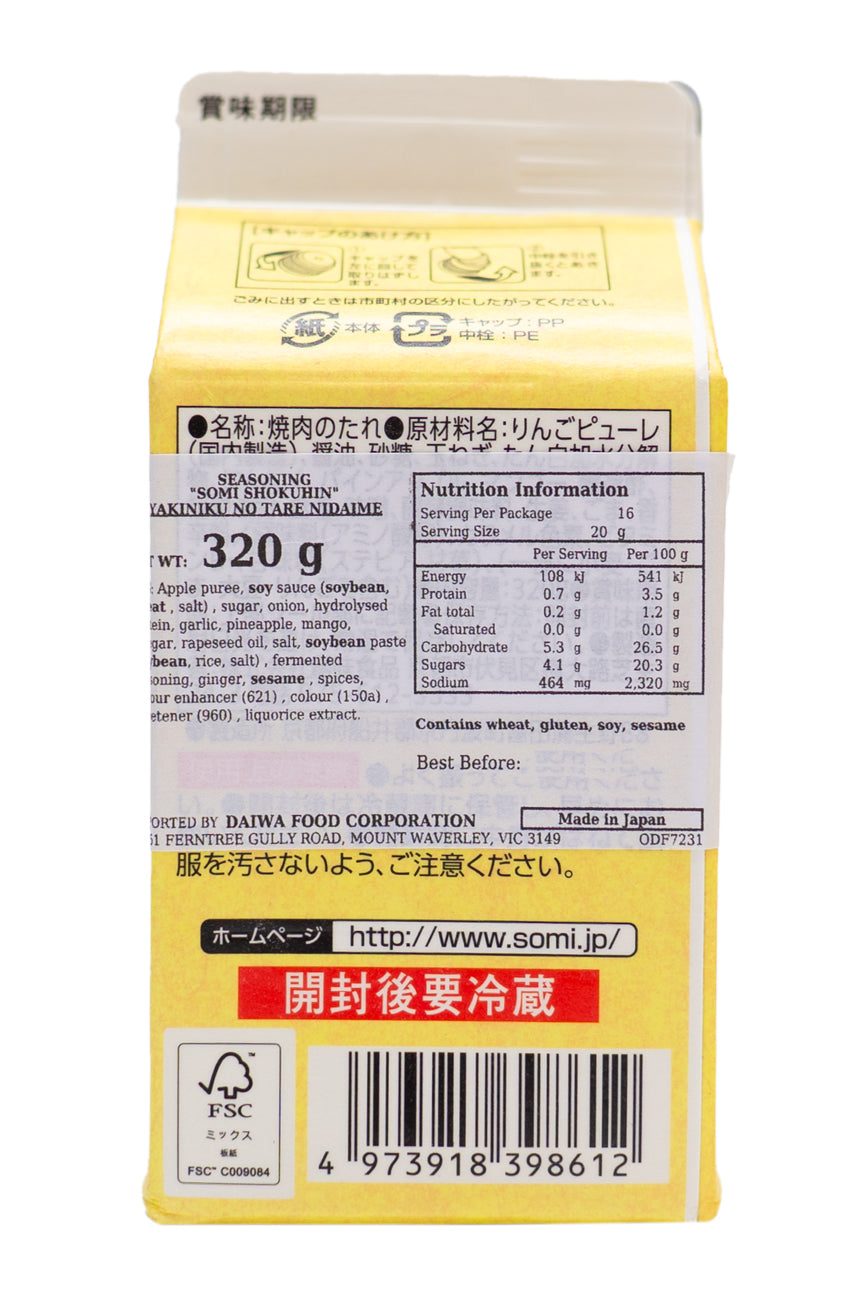 賞味期限
[キャップのあけ方]
①
キャップを
左に回して
取りはずし
ます。
②
中栓を引き
抜くとあき
ます。
ごみに出すときは市町村の区分にしたがってください。
紙 本体 プラ キャップ：PP
中栓：PE
●名称：焼肉のたれ●原材料名：りんごピューレ
(国内製造)、醤油、砂糖、玉ねぎ、たん白加水分解
SEASONING
"SOMI SHOKUHIN"
YAKINIKU NO TARE NIDAIME
WT: 320 g
: Apple puree, soy sauce (soybean,
, salt) , sugar, onion, hydrolysed
garlic, pineapple, mango,
rapeseed oil, salt, soybean paste
rice, salt) , fermented
ginger, sesame , spices,
enhancer (621) , colour (150a) ,
(960) , liquorice extract.
Nutrition Information
Serving Per Package 16
Serving Size 20 g
Per Serving Per 100 g
Energy 108 kJ 541 kJ
Protein 0.7 g 3.5 g
Fat total 0.2 g 1.2 g
Saturated 0.0 g 0.0 g
Carbohydrate 5.3 g 26.5 g
Sugars 4.1 g 20.3 g
Sodium 464 mg 2,320 mg
Contains wheat, gluten, soy, sesame
Best Before:
ORTED BY DAIWA FOOD CORPORATION
Made in Japan
FERNTREE GULLY ROAD, MOUNT WAVERLEY, VIC 3149 ODF7231
服を汚さないよう、ご注意ください。
ホームページ http://www.somi.jp/
開封後要冷蔵
FSC
ミックス
板紙
FSC™ C009084
4 973918 398612